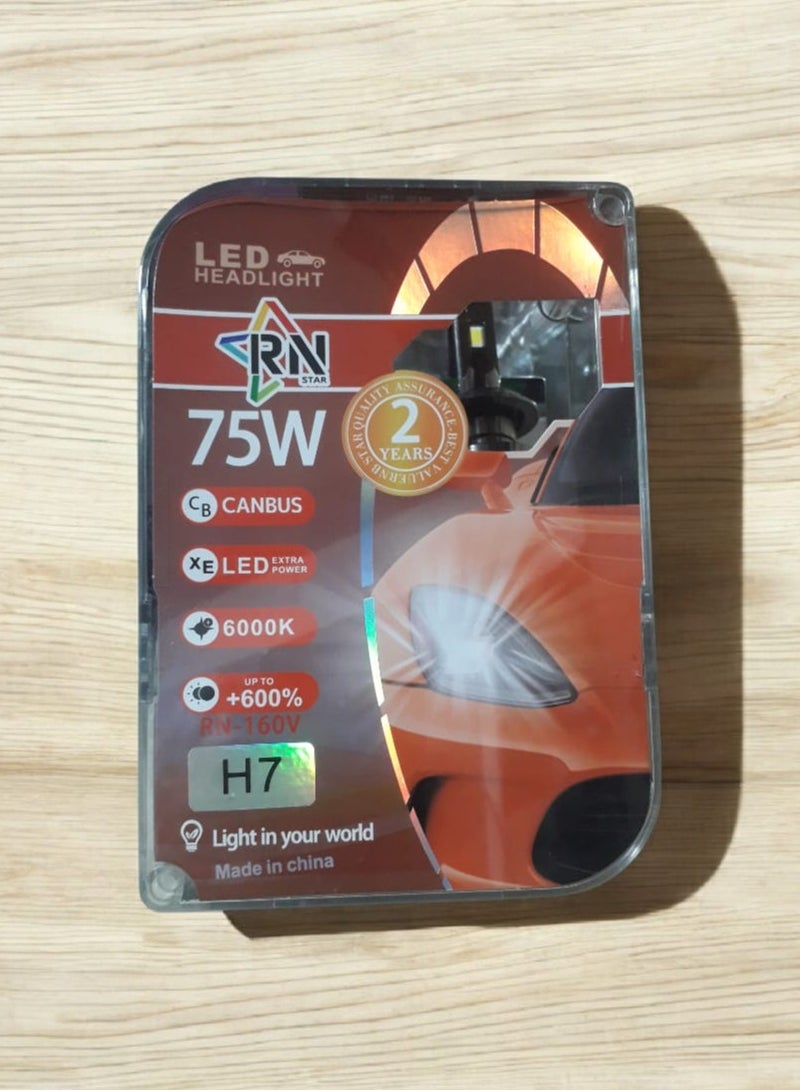 LED
HEADLIGHT
RN
STAR
75W
QUALITY ASSURANCE-BEST VALUE RNB STAR
2
YEARS
CB CANBUS
XE LED EXTRA POWER
6000K
UP TO
+600%
RN-160V
H7
Light in your world
Made in china